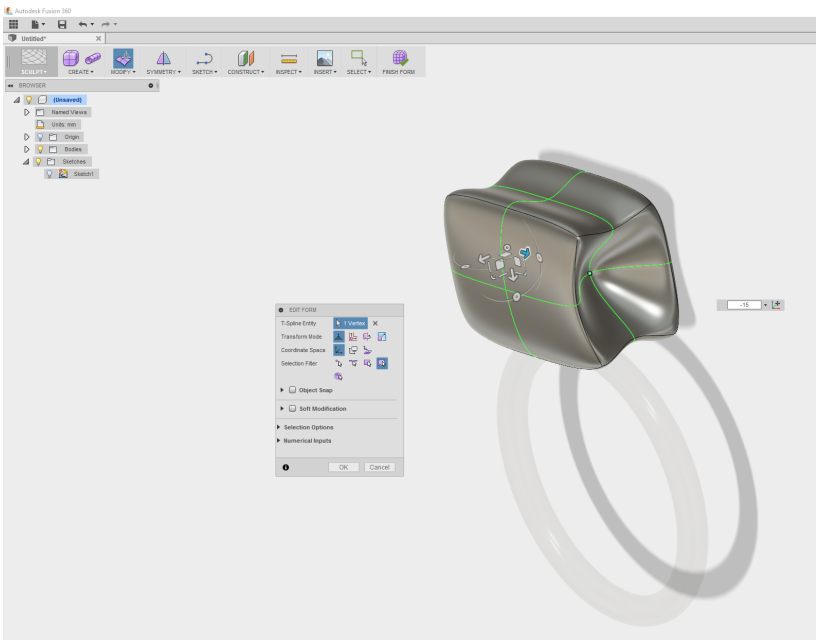 Autodesk Fusion 360
Untitled*
SCULPT CREATE MODIFY SYMMETRY SKETCH CONSTRUCT INSPECT INSERT SELECT FINISH FORM
BROWSER
(Unsaved)
Named Views
Units: mm
Origin
Bodies
Sketches
Sketch1
-15
EDIT FORM
T-Spline Entity 1 Vertex
Transform Mode
Coordinate Space
Selection Filter
Object Snap
Soft Modification
Selection Options
Numerical Inputs
OK Cancel